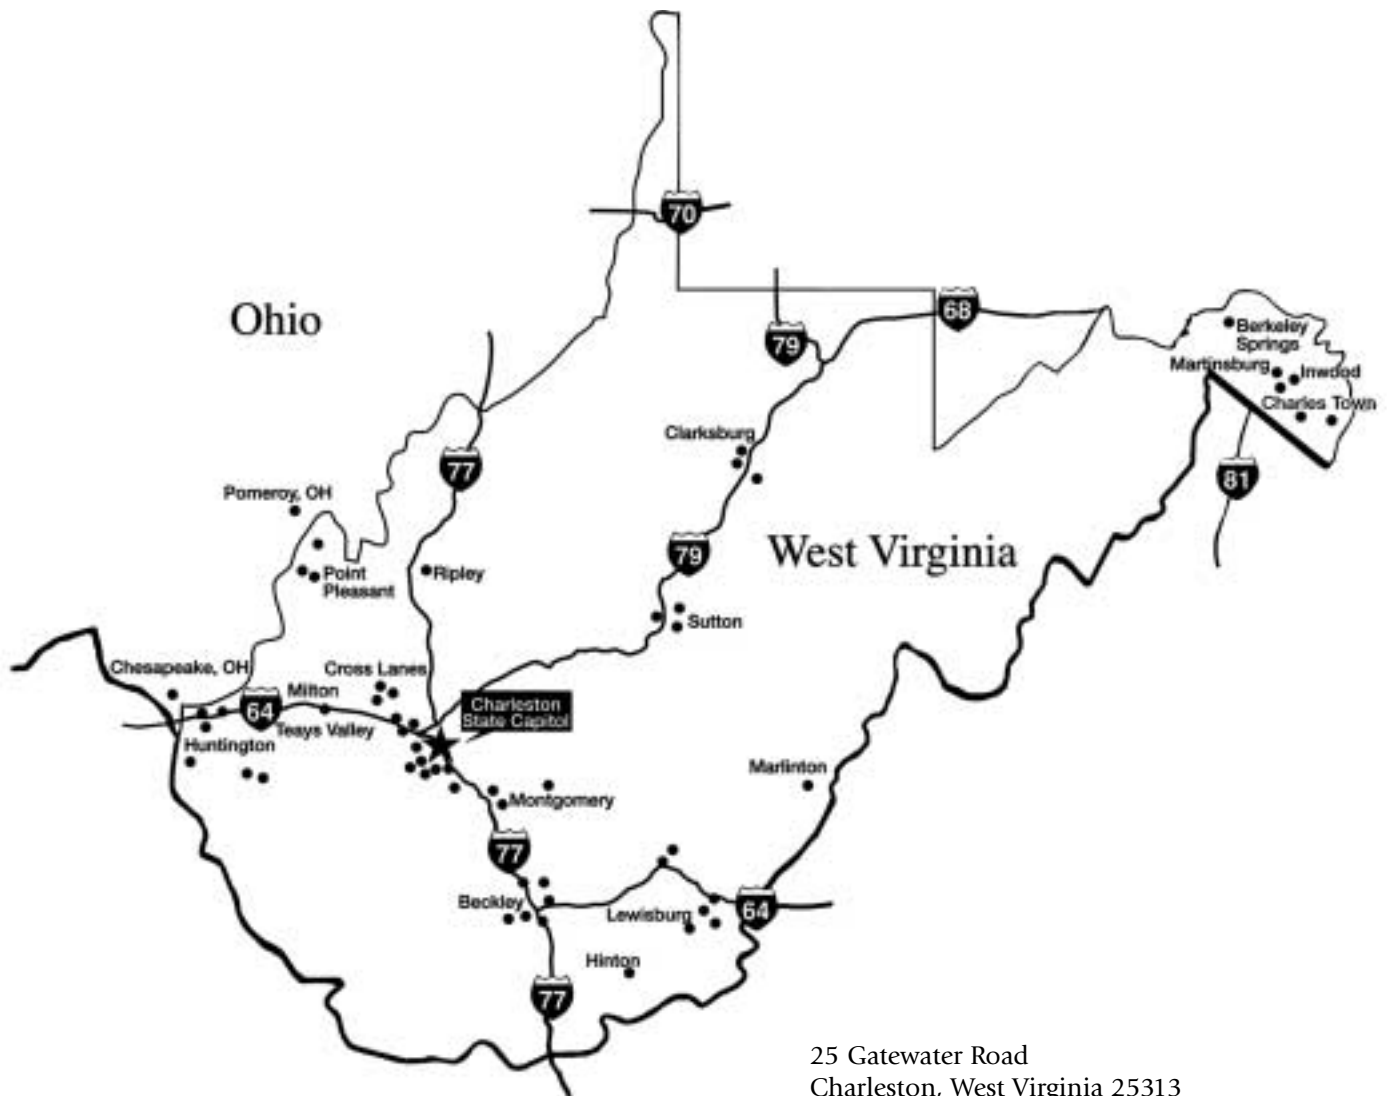 70
Ohio
68
79
Berkeley
Springs
Martinsburg
Inwood
Charles Town
Clarksburg
77
81
Pomeroy, OH
79
West Virginia
Point
Pleasant
Ripley
Sutton
Chesapeake, OH
Cross Lanes
Milton
64
Charleston
State Capitol
Teays Valley
Huntington
Marlinton
Montgomery
77
Beckley
64
Lewisburg
Hinton
77
25 Gatewater Road
Charleston, West Virginia 25313